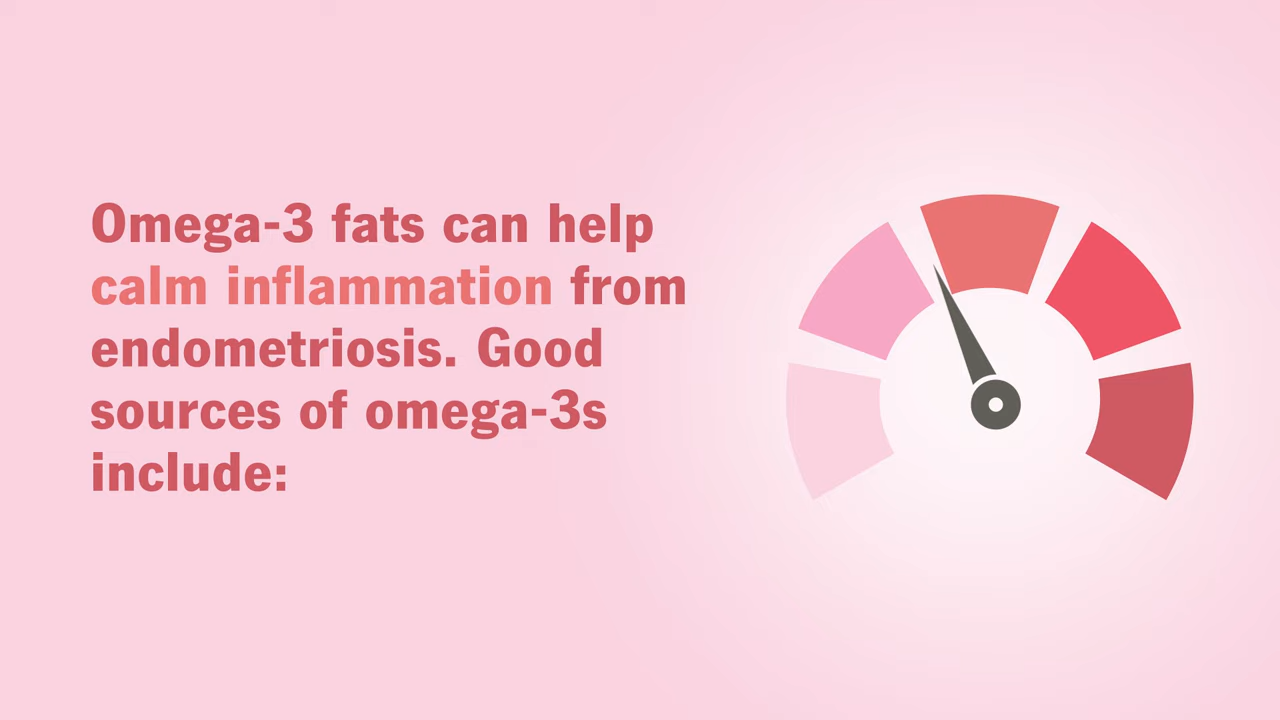 Omega-3 fats can help
calm inflammation from
endometriosis. Good
sources of omega-3s
include: